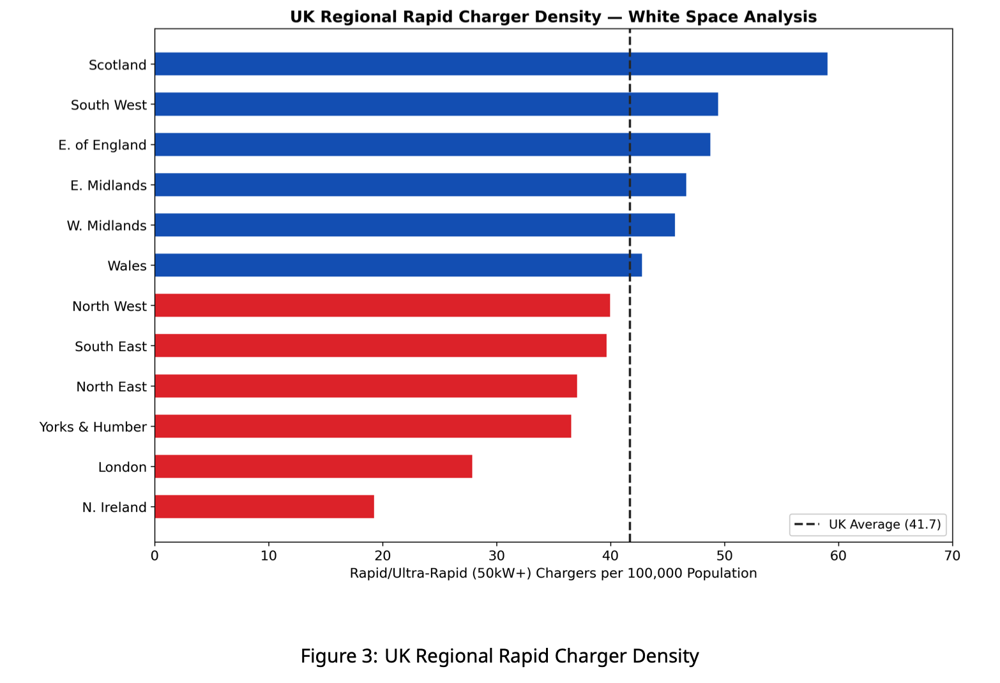 UK Regional Rapid Charger Density — White Space Analysis
Scotland
South West
E. of England
E. Midlands
W. Midlands
Wales
North West
South East
North East
Yorks & Humber
London
N. Ireland
UK Average (41.7)
0 10 20 30 40 50 60 70
Rapid/Ultra-Rapid (50kW+) Chargers per 100,000 Population
Figure 3: UK Regional Rapid Charger Density